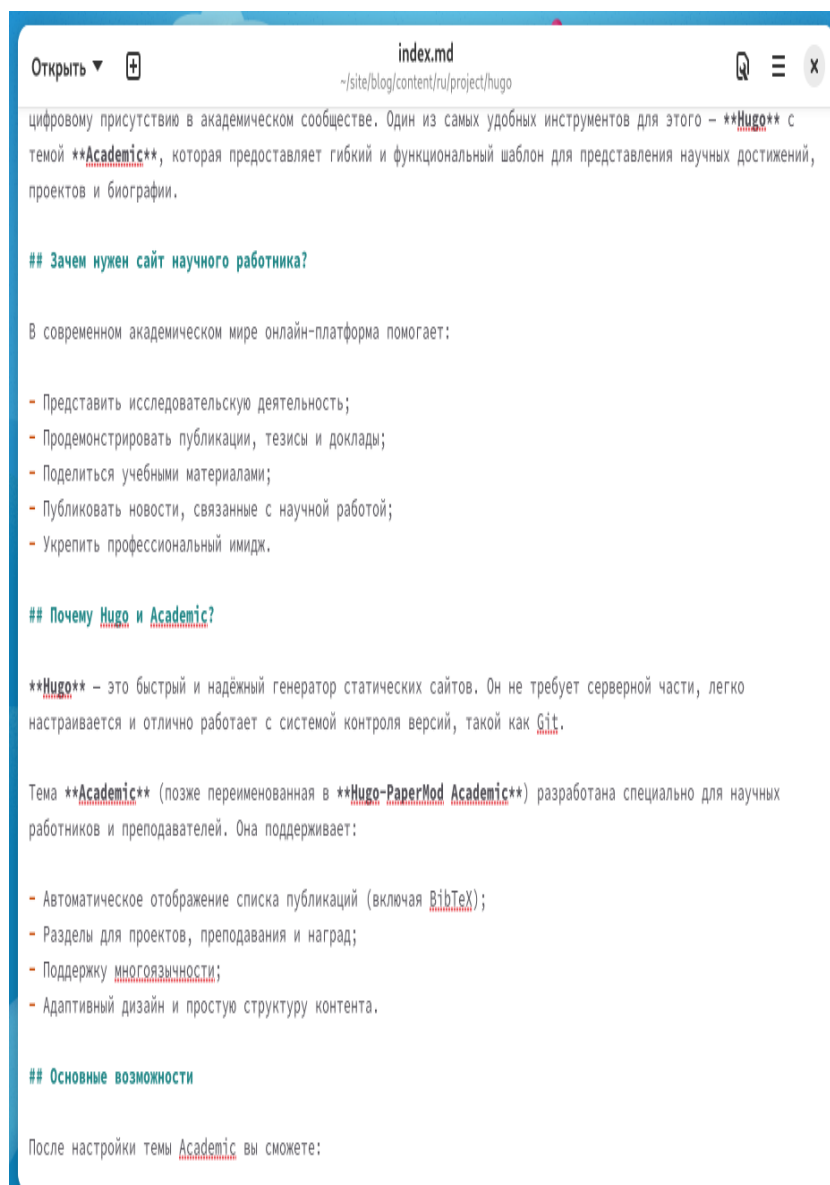 Открыть
index.md
~/site/blog/content/ru/project/hugo
цифровому присутствию в академическом сообществе. Один из самых удобных инструментов для этого — **Hugo** с
темой **Academic**, которая предоставляет гибкий и функциональный шаблон для представления научных достижений,
проектов и биографии.
## Зачем нужен сайт научного работника?
В современном академическом мире онлайн-платформа помогает:
- Представить исследовательскую деятельность;
- Продемонстрировать публикации, тезисы и доклады;
- Поделиться учебными материалами;
- Публиковать новости, связанные с научной работой;
- Укрепить профессиональный имидж.
## Почему Hugo и Academic?
**Hugo** — это быстрый и надёжный генератор статических сайтов. Он не требует серверной части, легко
настраивается и отлично работает с системой контроля версий, такой как Git.
Тема **Academic** (позже переименованная в **Hugo-PaperMod Academic**) разработана специально для научных
работников и преподавателей. Она поддерживает:
- Автоматическое отображение списка публикаций (включая BibTeX);
- Разделы для проектов, преподавания и наград;
- Поддержку многоязычности;
- Адаптивный дизайн и простую структуру контента.
## Основные возможности
После настройки темы Academic вы сможете: